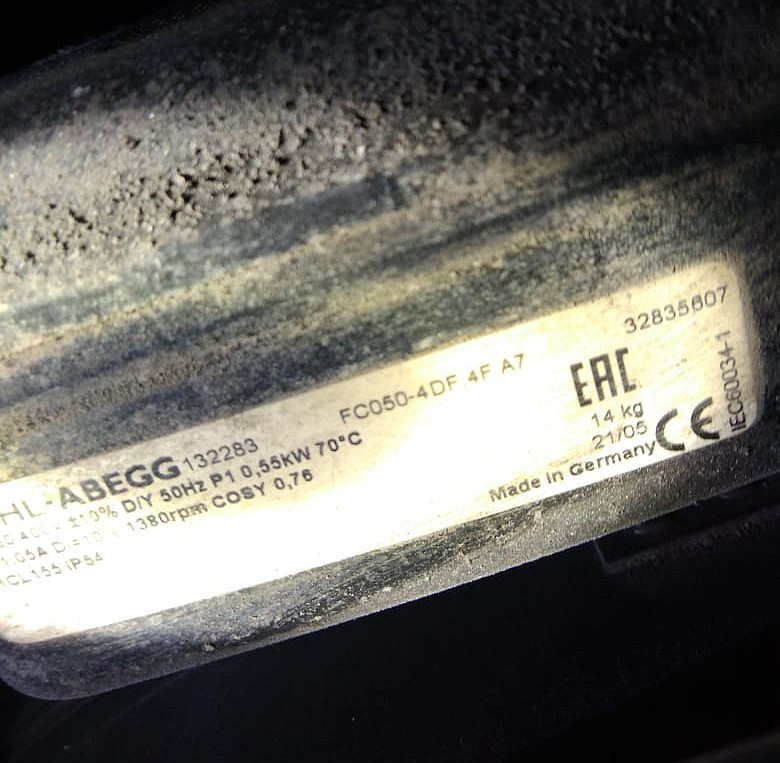 32835607
FC050-4DF.4F.A7
EAC
HL-ABEGG 132283
14 kg
±10% D/Y 50Hz P1 0,55kW 70°C
21/05
CE
IEC60034-1
1380rpm COSY 0,76
Made in Germany
CL155 IP54